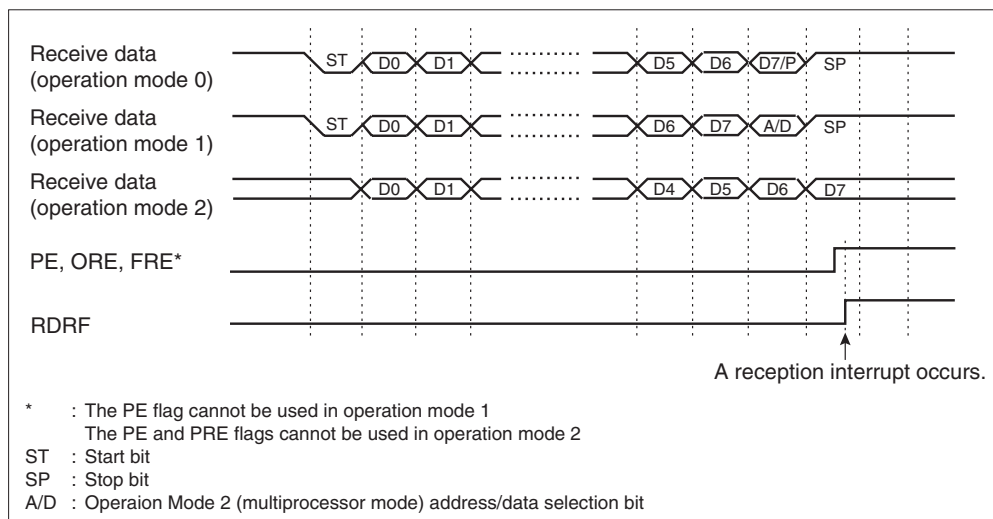 Receive data
(operation mode 0)
ST D0 D1 ............ D5 D6 D7/P SP
Receive data
(operation mode 1)
ST D0 D1 ............ D6 D7 A/D SP
Receive data
(operation mode 2)
D0 D1 ............ D4 D5 D6 D7
PE, ORE, FRE*
RDRF
A reception interrupt occurs.
* : The PE flag cannot be used in operation mode 1
The PE and PRE flags cannot be used in operation mode 2
ST : Start bit
SP : Stop bit
A/D : Operaion Mode 2 (multiprocessor mode) address/data selection bit